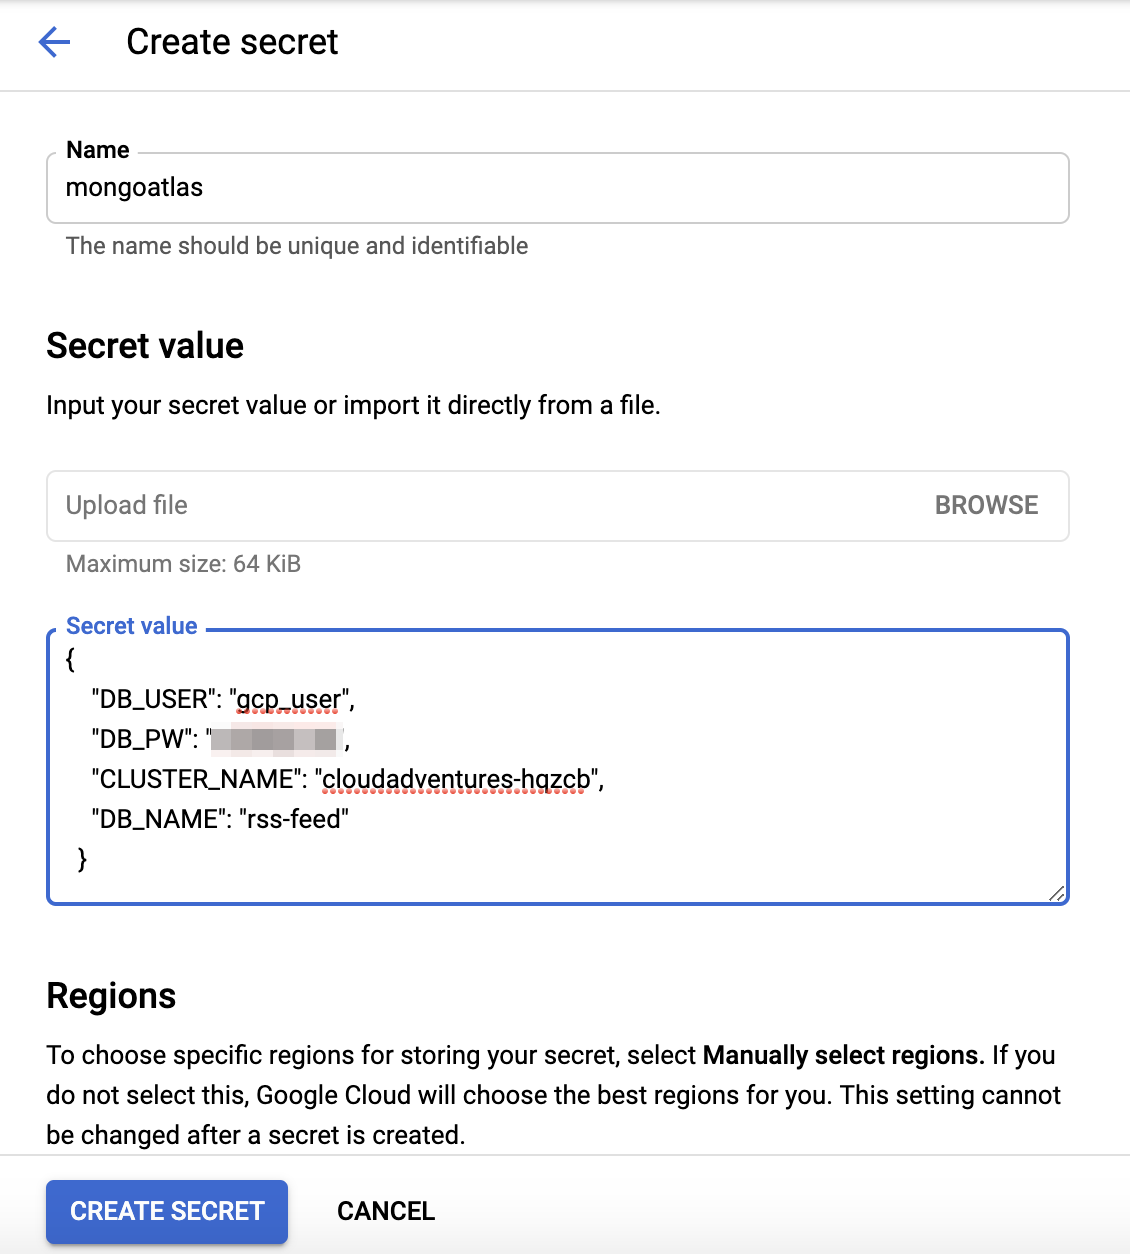 Create secret
Name
mongoatlas
The name should be unique and identifiable
Secret value
Input your secret value or import it directly from a file.
Upload file
BROWSE
Maximum size: 64 KiB
Secret value
{
"DB_USER": "gcp_user",
"DB_PW": "
",
"CLUSTER_NAME": "cloudadventures-hqzcb",
"DB_NAME": "rss-feed"
}
Regions
To choose specific regions for storing your secret, select Manually select regions. If you
do not select this, Google Cloud will choose the best regions for you. This setting cannot
be changed after a secret is created.
CREATE SECRET
CANCEL